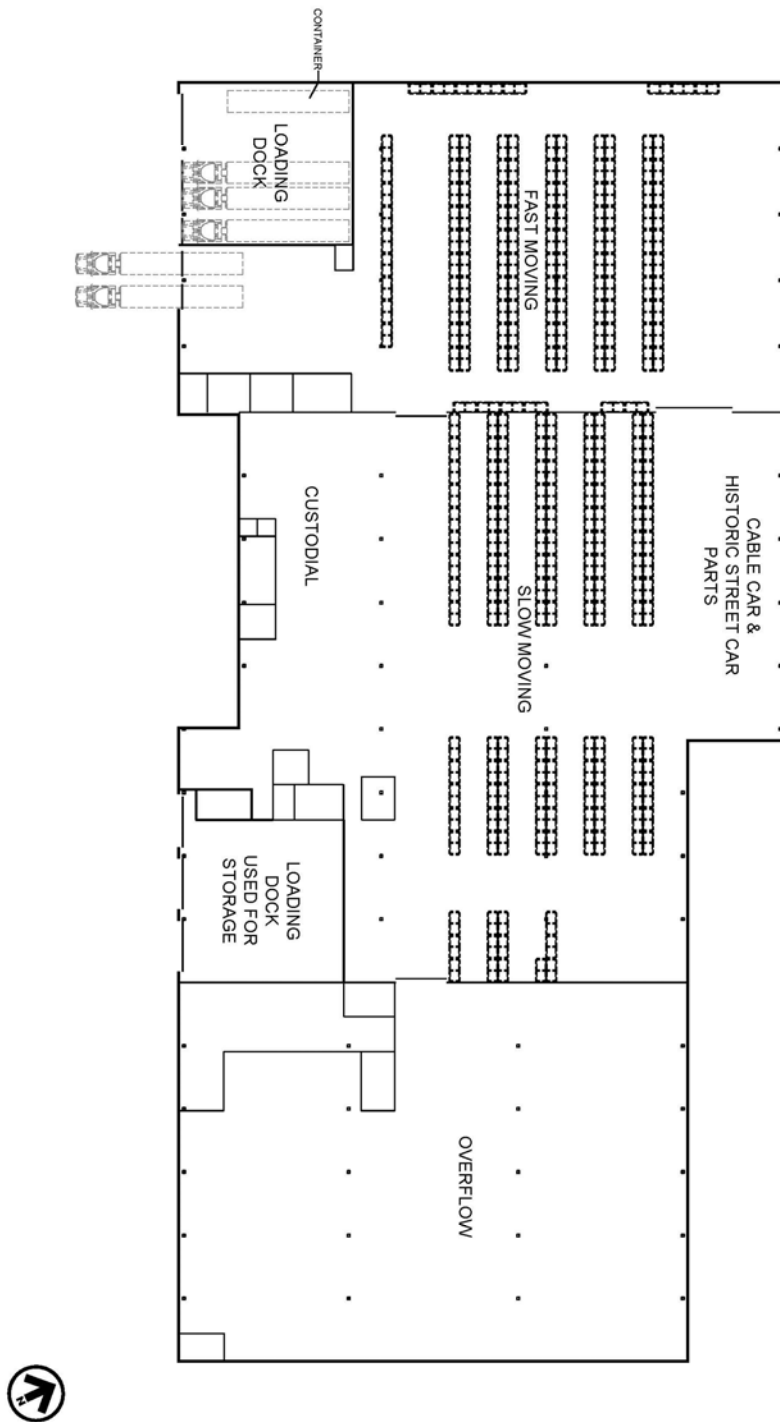 CONTAINER
LOADING
DOCK
FAST MOVING
CUSTODIAL
SLOW MOVING
CABLE CAR &
HISTORIC STREET CAR
PARTS
LOADING
DOCK
USED FOR
STORAGE
OVERFLOW
N